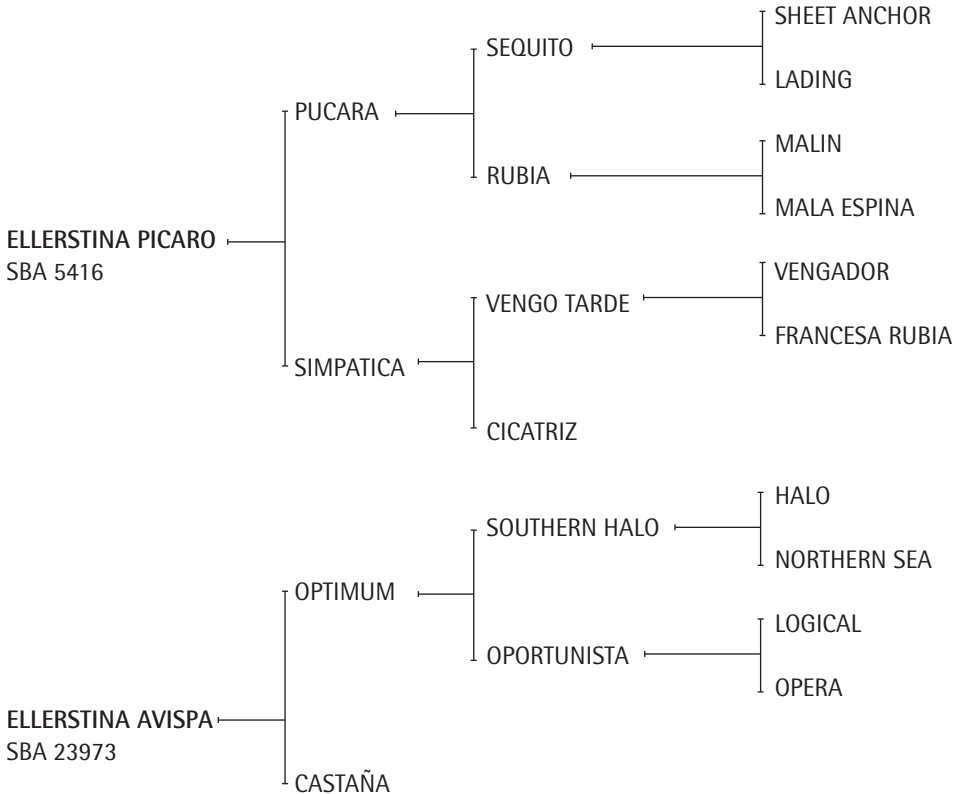 SHEET ANCHOR
SEQUITO
LADING
PUCARA
MALIN
RUBIA
MALA ESPINA
ELLERSTINA PICARO
SBA 5416
VENGADOR
VENGO TARDE
FRANCESA RUBIA
SIMPATICA
CICATRIZ
HALO
SOUTHERN HALO
NORTHERN SEA
OPTIMUM
LOGICAL
OPORTUNISTA
OPERA
ELLERSTINA AVISPA
SBA 23973
CASTAÑA